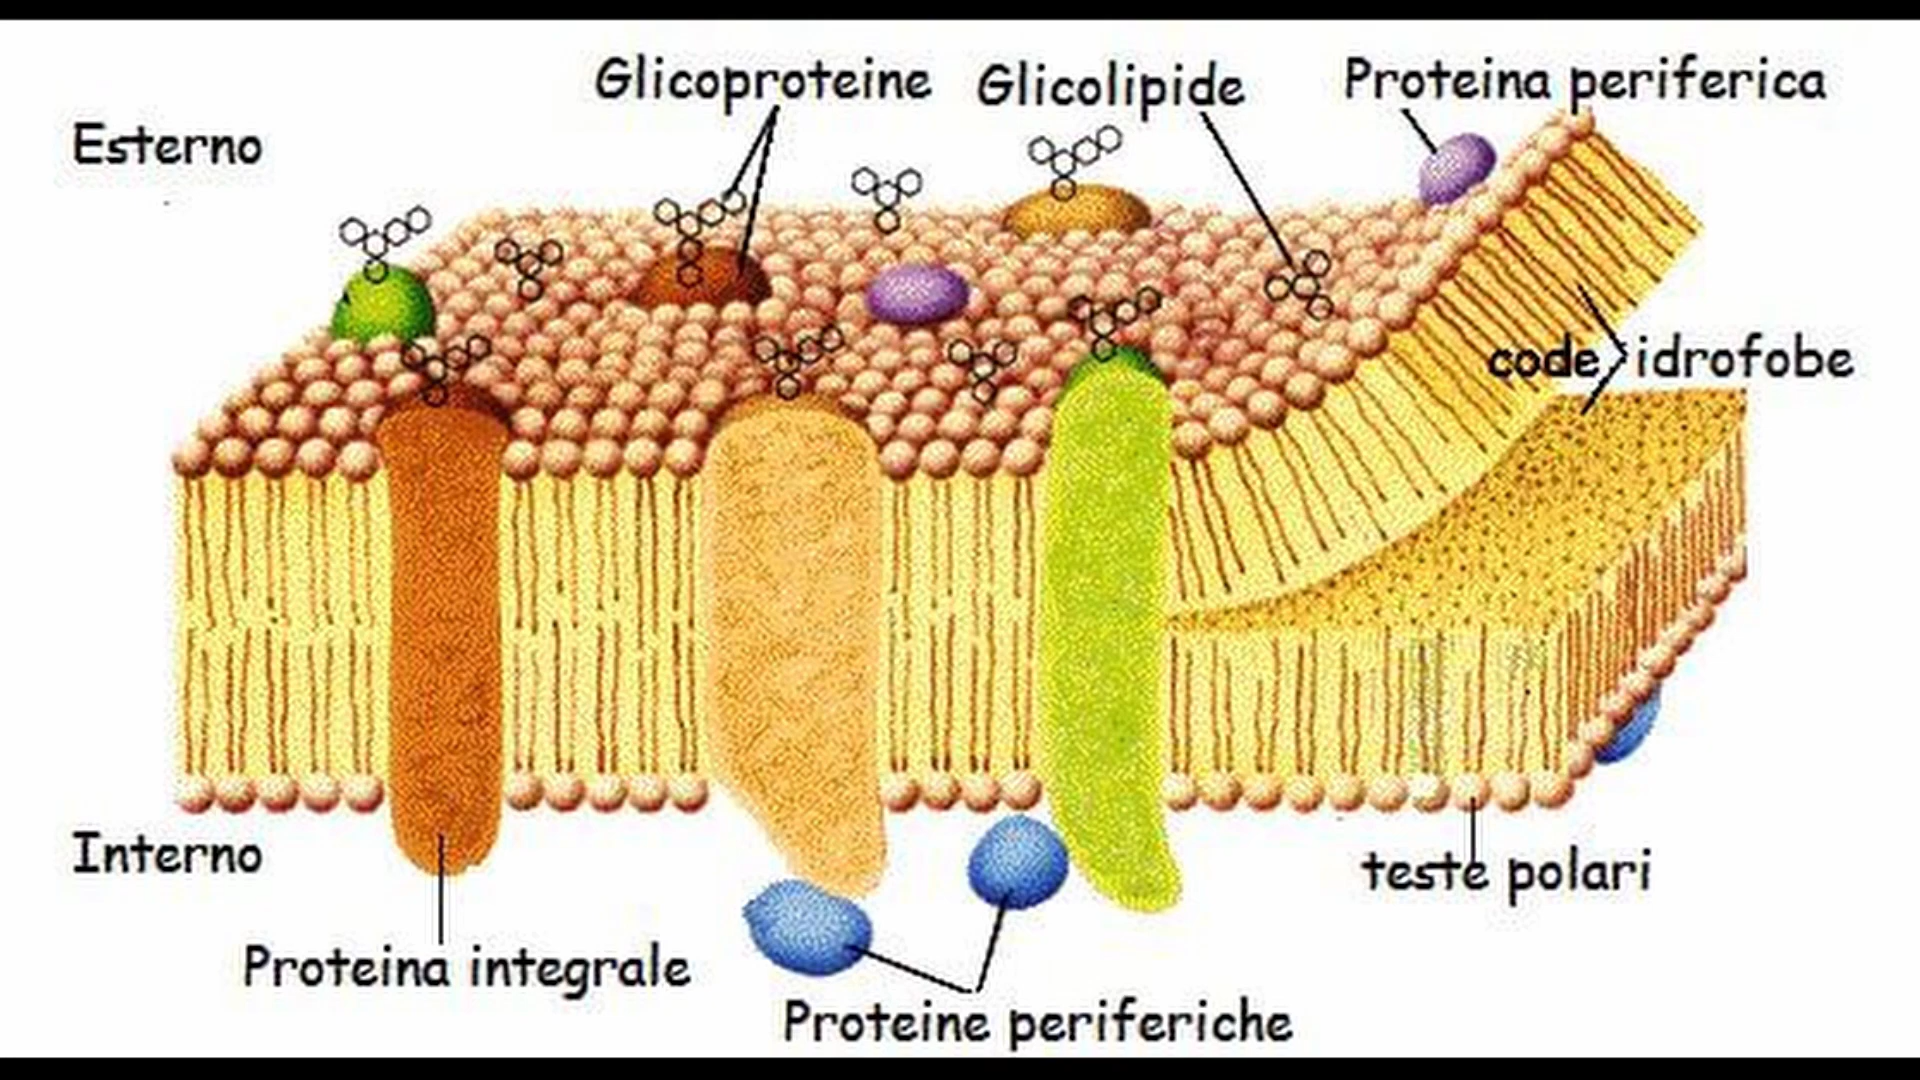 Glicoproteine
Glicolipide
Proteina periferica
Esterno
code idrofobe
Interno
teste polari
Proteina integrale
Proteine periferiche